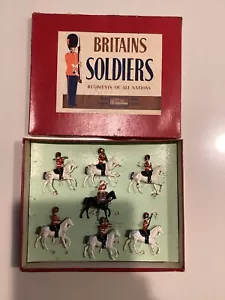 BRITAINS
SOLDIERS
REGIMENTS OF ALL NATIONS